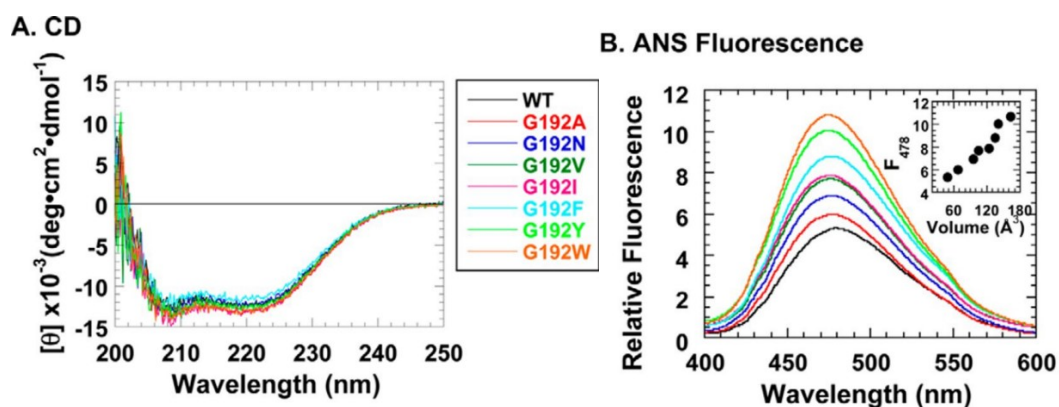 A. CD
[θ] x10⁻³(deg•cm²•dmol⁻¹)
15
10
5
0
-5
-10
-15
200 210 220 230 240 250
Wavelength (nm)
WT
G192A
G192N
G192V
G192I
G192F
G192Y
G192W
B. ANS Fluorescence
Relative Fluorescence
12
10
8
6
4
2
0
400 450 500 550 600
Wavelength (nm)
F₄₇₈
12
10
8
6
4
60 120 180
Volume (Å³)